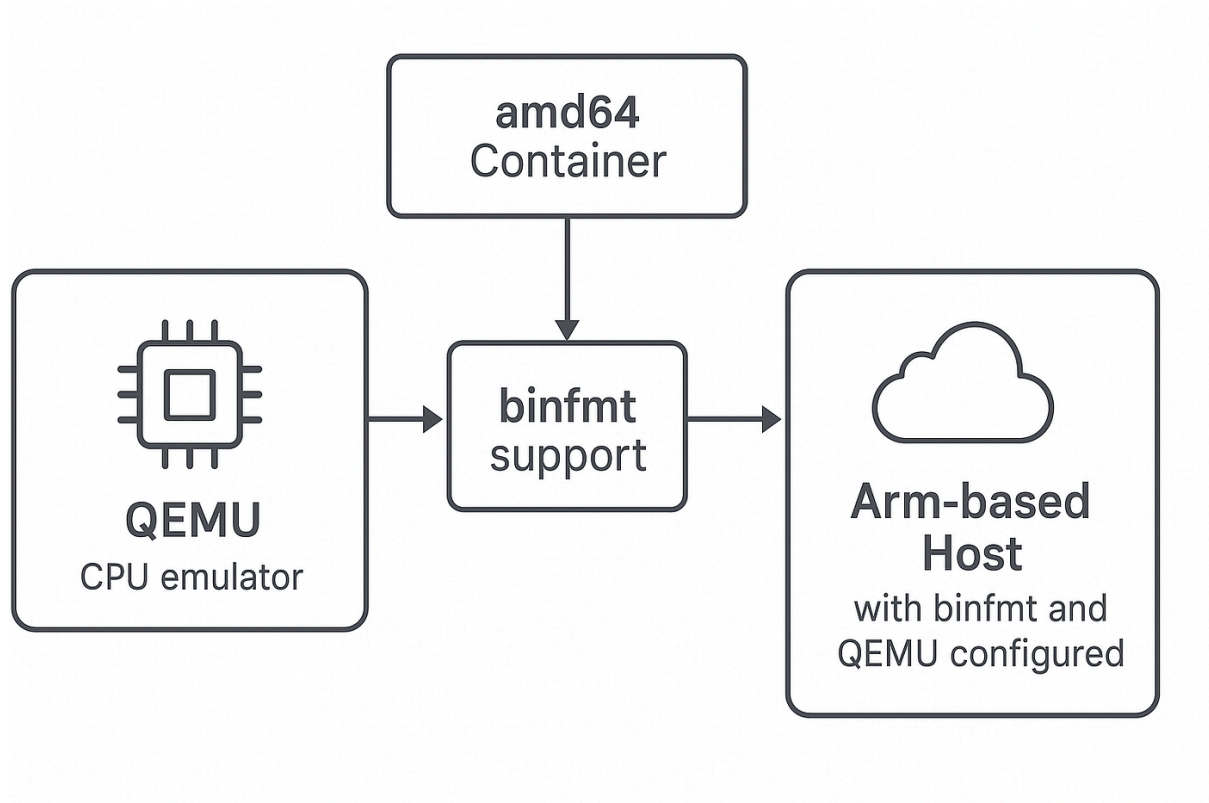 amd64
Container
QEMU
CPU emulator
binfmt
support
Arm-based
Host
with binfmt and
QEMU configured